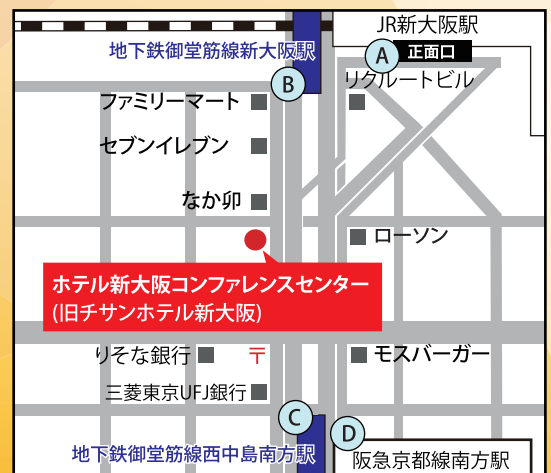 JR新大阪駅
地下鉄御堂筋線新大阪駅
A
正面口
B
リクルートビル
ファミリーマート
セブンイレブン
なか卯
ローソン
ホテル新大阪コンファレンスセンター
(旧チサンホテル新大阪)
りそな銀行
〒
モスバーガー
三菱東京UFJ銀行
C
D
地下鉄御堂筋線西中島南方駅
阪急京都線南方駅